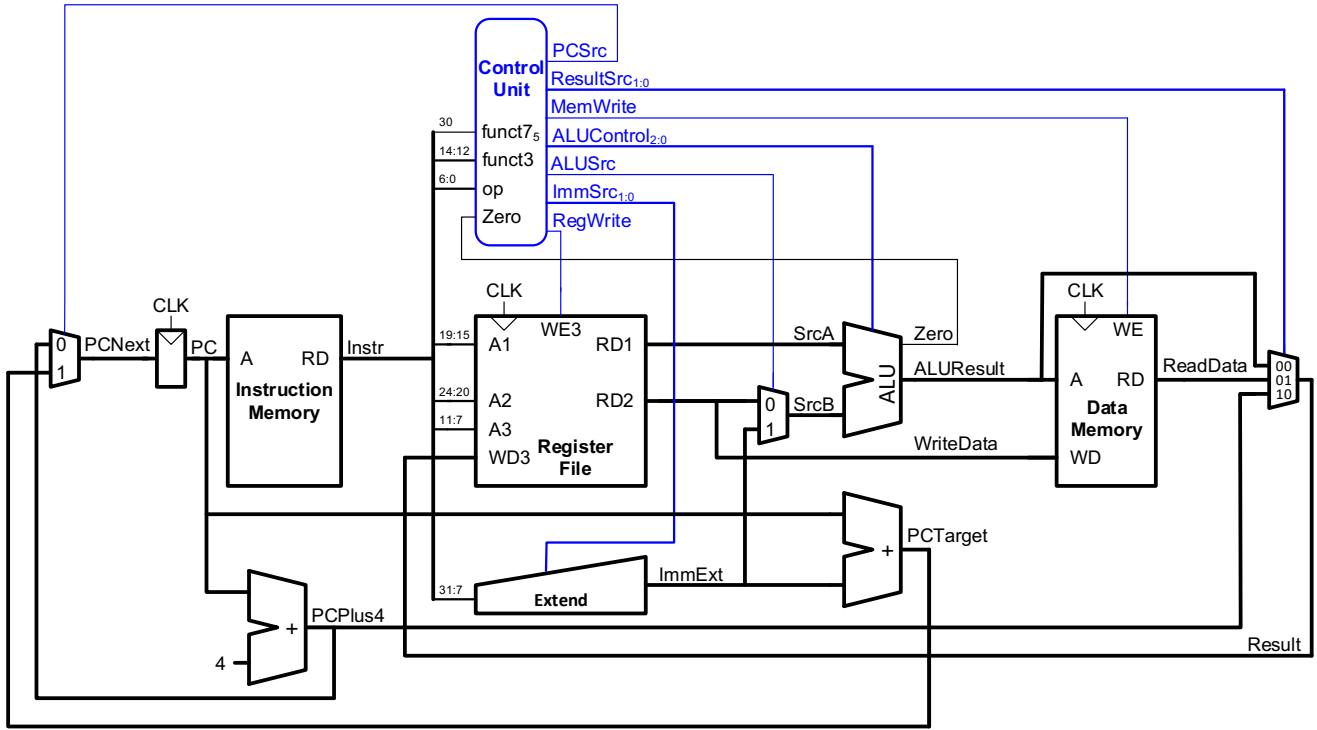 PCSrc
Control
Unit
ResultSrc1:0
MemWrite
30
funct75
ALUControl2:0
14:12
funct3
ALUSrc
6:0
op
ImmSrc1:0
Zero
RegWrite
CLK
CLK
CLK
0
1
PCNext
PC
A
RD
Instruction
Memory
Instr
19:15
A1
WE3
RD1
24:20
A2
RD2
11:7
A3
WD3
Register
File
SrcA
0
1
SrcB
ALU
Zero
ALUResult
WriteData
WE
A
RD
Data
Memory
WD
ReadData
00
01
10
+
PCTarget
31:7
Extend
ImmExt
PCPlus4
+
4
Result